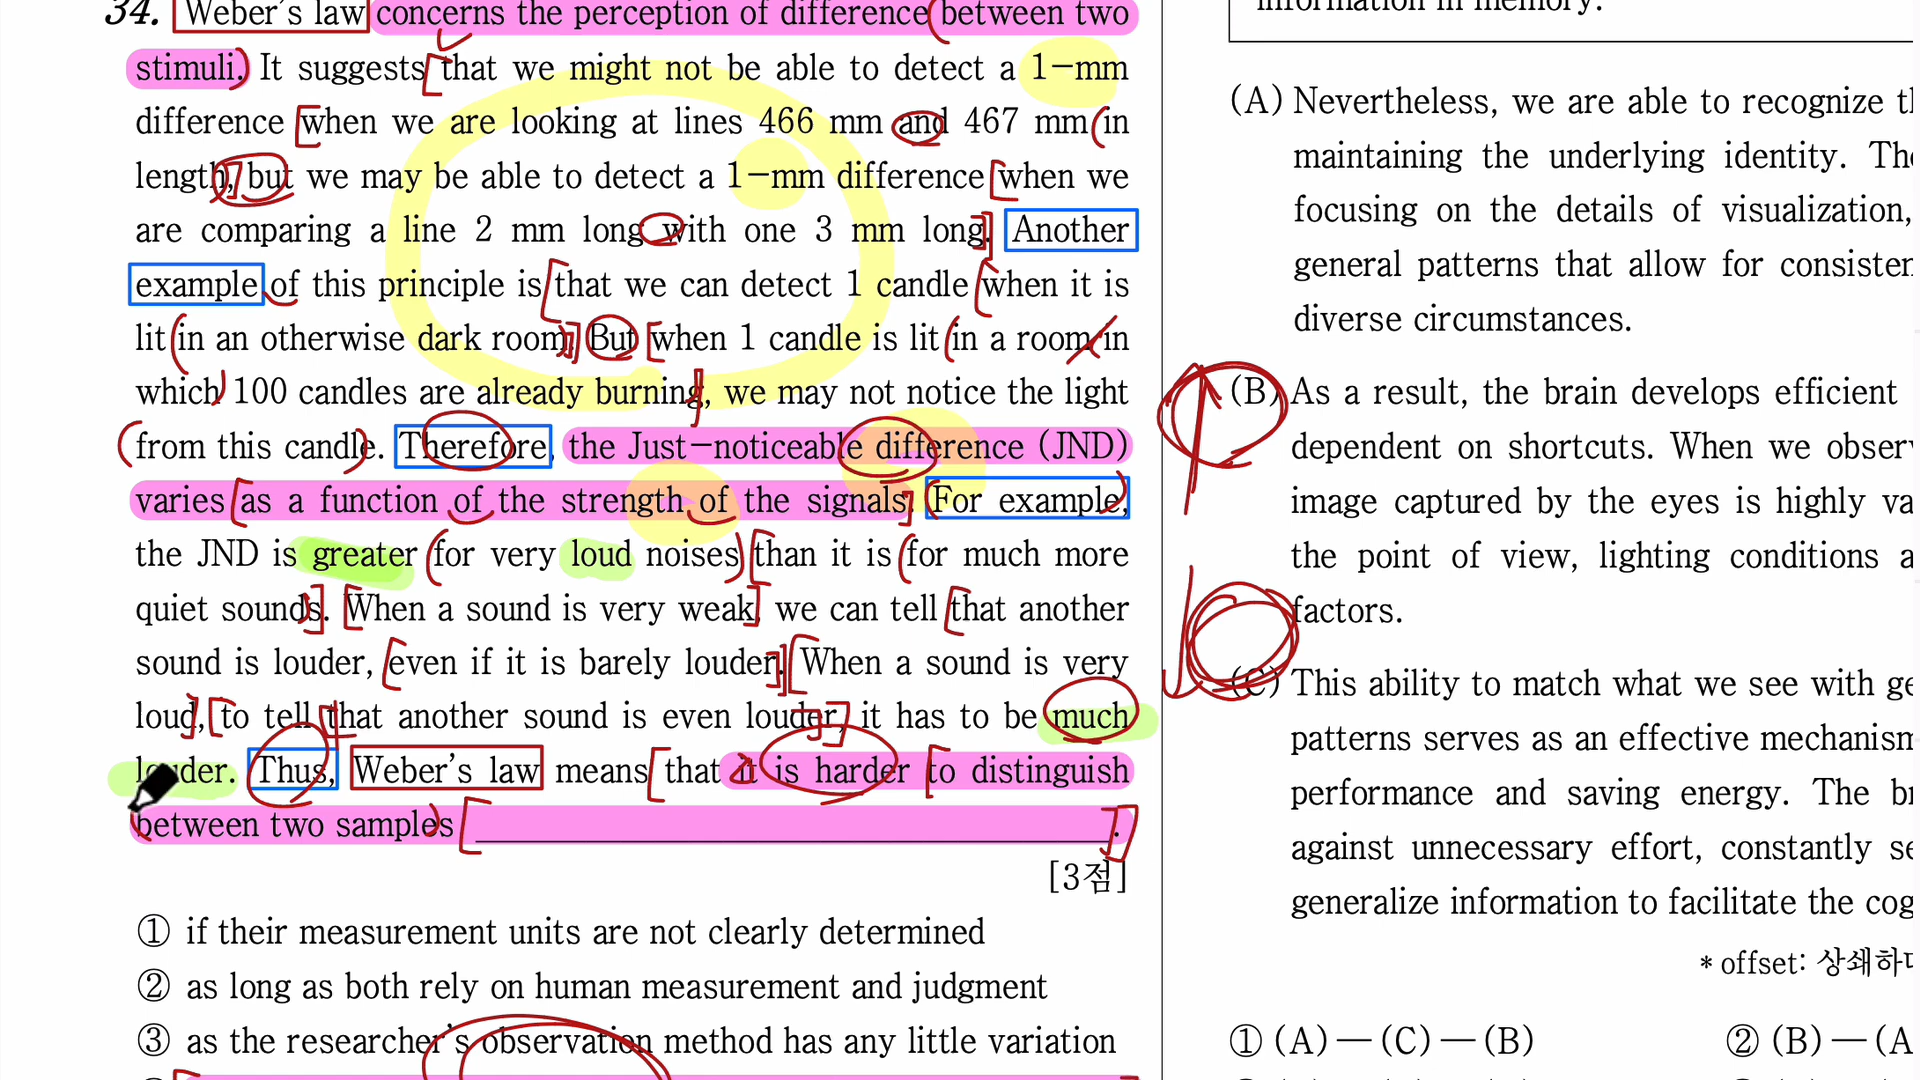 34. Weber's law concerns the perception of difference between two
stimuli. It suggests that we might not be able to detect a 1-mm
difference when we are looking at lines 466 mm and 467 mm in
length, but we may be able to detect a 1-mm difference when we
are comparing a line 2 mm long with one 3 mm long. Another
example of this principle is that we can detect 1 candle when it is
lit in an otherwise dark room. But when 1 candle is lit in a room in
which 100 candles are already burning, we may not notice the light
from this candle. Therefore, the Just-noticeable difference (JND)
varies as a function of the strength of the signals. For example,
the JND is greater for very loud noises than it is for much more
quiet sounds. When a sound is very weak, we can tell that another
sound is louder, even if it is barely louder. When a sound is very
loud, to tell that another sound is even louder, it has to be much
louder. Thus, Weber's law means that it is harder to distinguish
between two samples .
[3점]
① if their measurement units are not clearly determined
② as long as both rely on human measurement and judgment
③ as the researcher's observation method has any little variation
information in memory.
(A) Nevertheless, we are able to recognize
maintaining the underlying identity.
focusing on the details of visualization,
general patterns that allow for
diverse circumstances.
(B) As a result, the brain develops efficient
dependent on shortcuts. When we
image captured by the eyes is highly
the point of view, lighting conditions
factors.
(C) This ability to match what we see with
patterns serves as an effective mechanism
performance and saving energy. The
against unnecessary effort, constantly
generalize information to facilitate the
* offset: 상쇄하다
① (A)—(C)—(B)
② (B)—(A